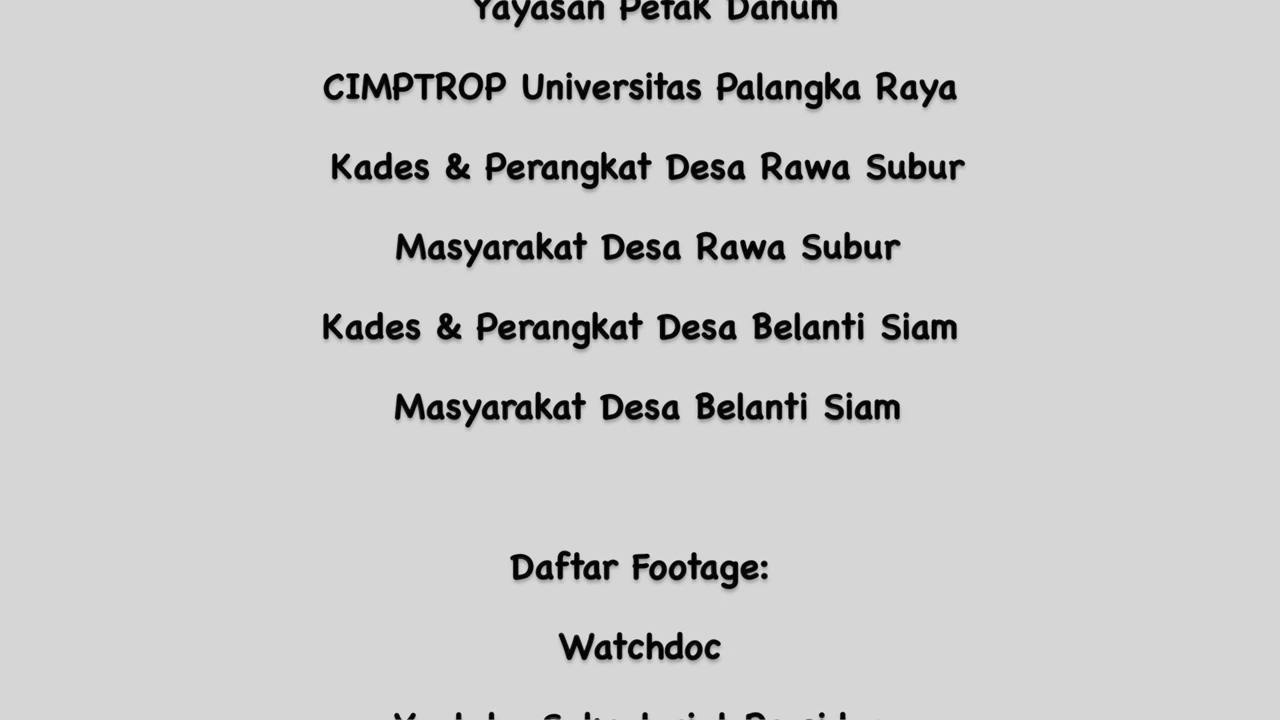 Yayasan Petak Danum
CIMPTROP Universitas Palangka Raya
Kades & Perangkat Desa Rawa Subur
Masyarakat Desa Rawa Subur
Kades & Perangkat Desa Belanti Siam
Masyarakat Desa Belanti Siam
Daftar Footage:
Watchdoc